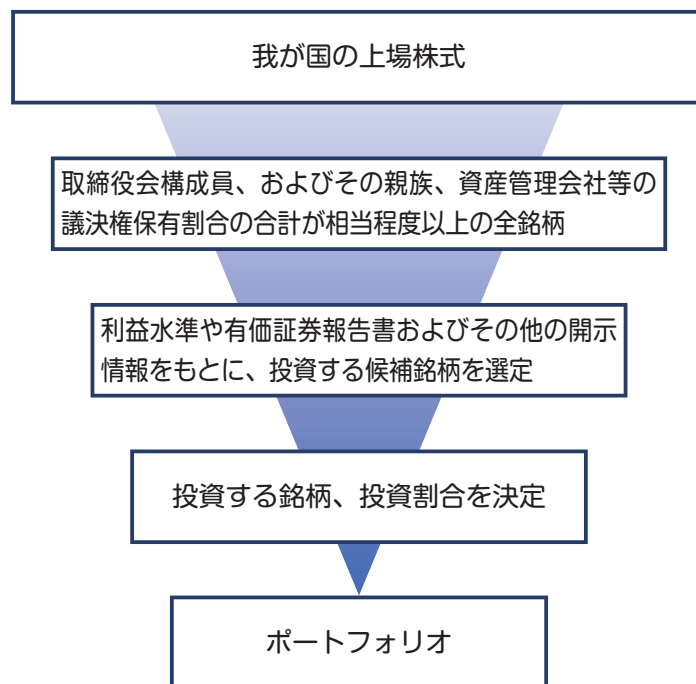 我が国の上場株式
取締役会構成員、およびその親族、資産管理会社等の
議決権保有割合の合計が相当程度以上の全銘柄
利益水準や有価証券報告書およびその他の開示
情報をもとに、投資する候補銘柄を選定
投資する銘柄、投資割合を決定
ポートフォリオ